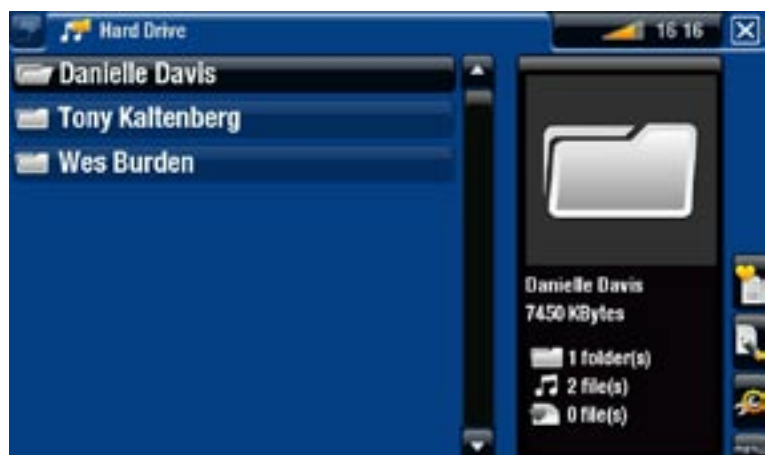 Hard Drive
16 16
Danielle Davis
Tony Kaltenberg
Wes Burden
Danielle Davis
7450 KBytes
1 folder(s)
2 file(s)
0 file(s)